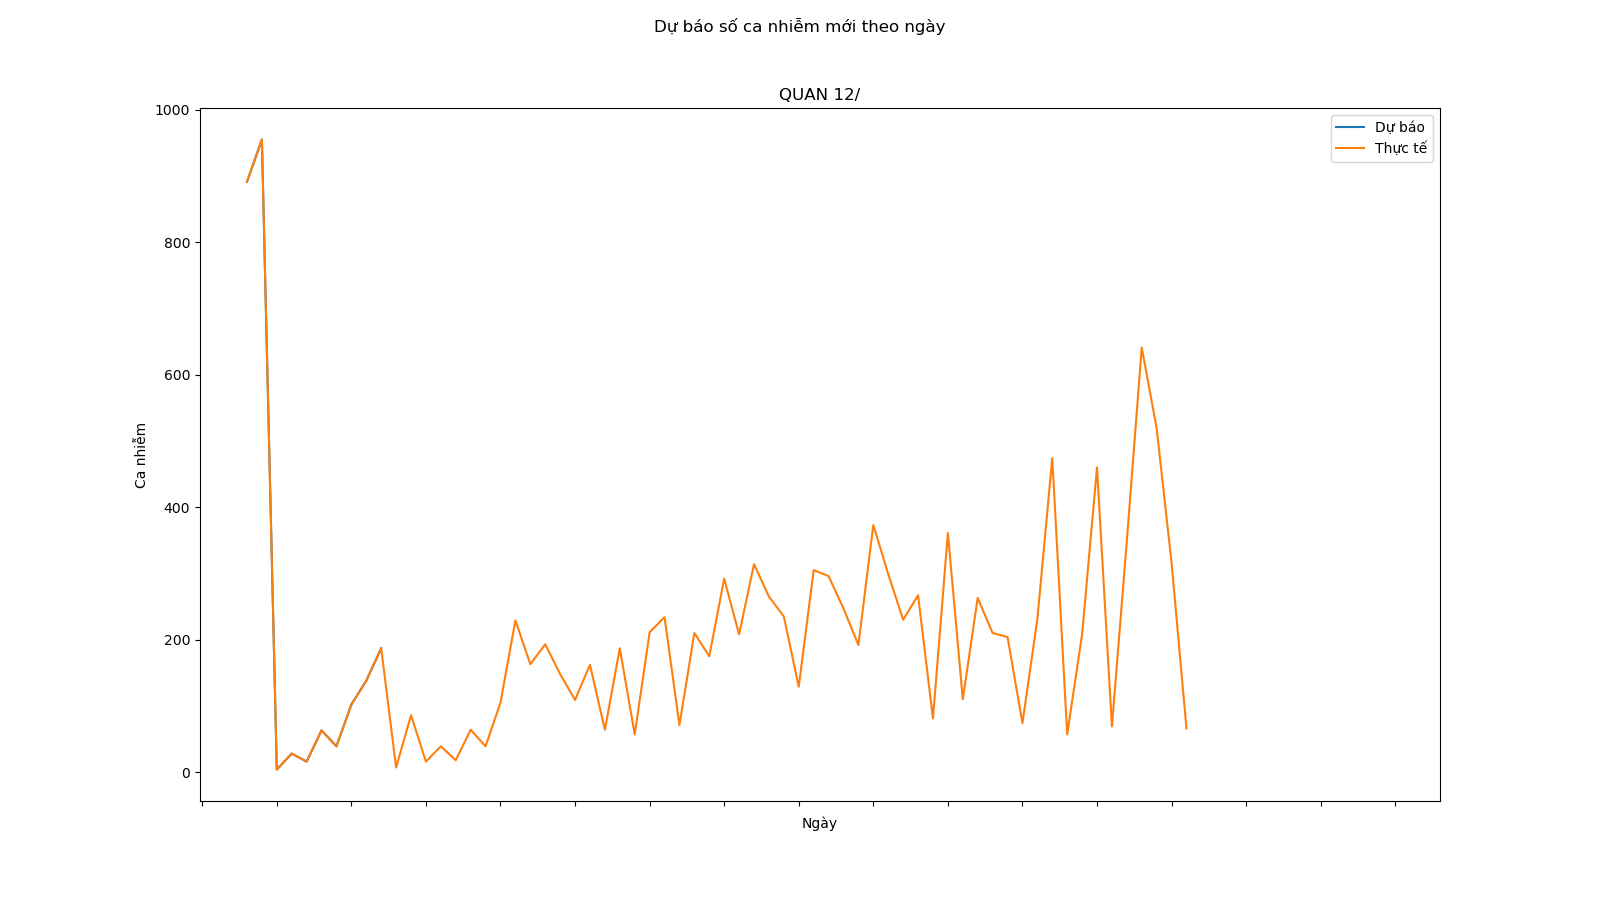 Dự báo số ca nhiễm mới theo ngày
QUAN 12/
1000
800
600
400
200
0
Ca nhiễm
Dự báo
Thực tế
Ngày